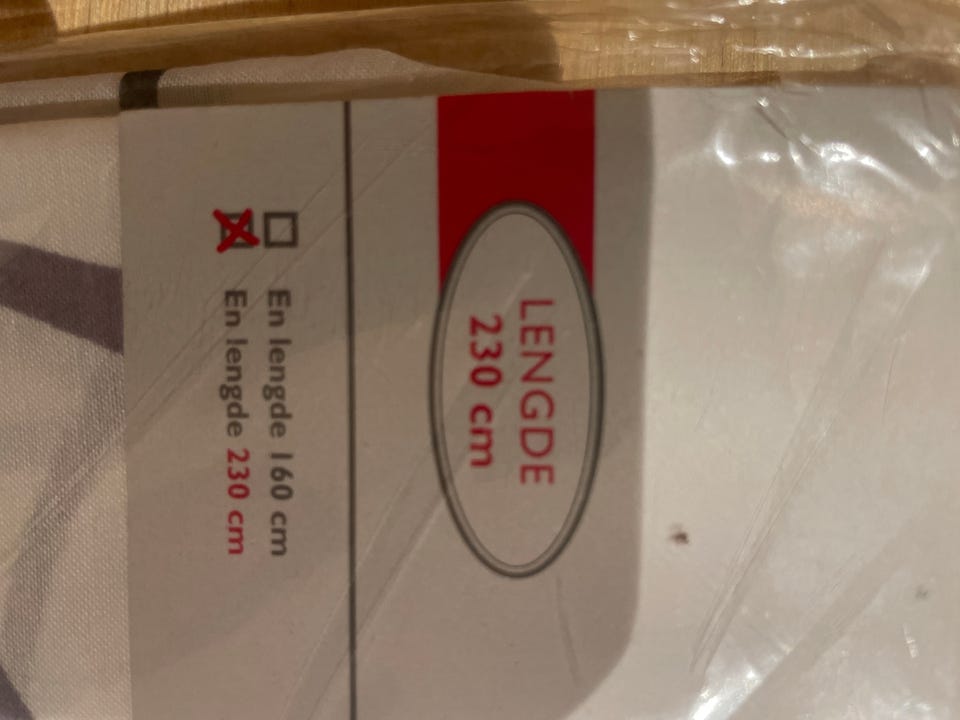 LENGDE
230 cm
En lengde 160 cm
En lengde 230 cm